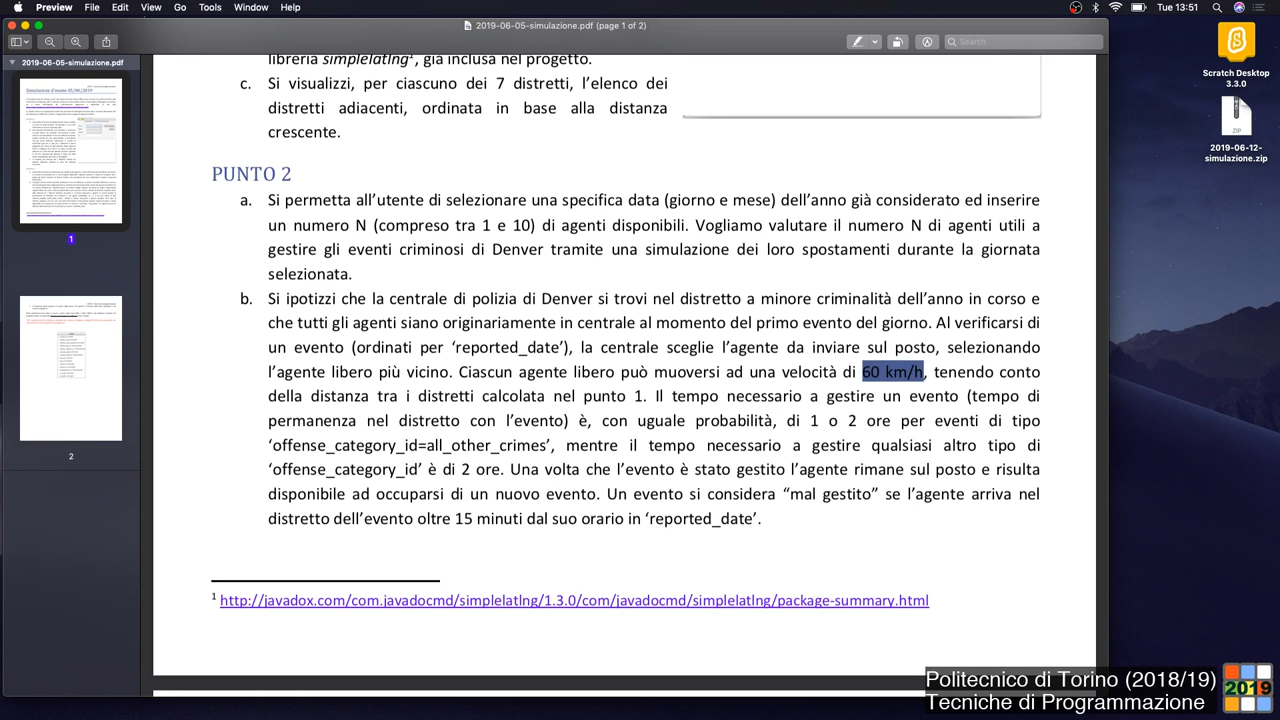 Preview File Edit View Go Tools Window Help
Tue 13:51
2019-06-05-simulazione.pdf (page 1 of 2)
Search
2019-06-05-simulazione.pdf
1
2
libreria simplelatlng1, già inclusa nel progetto.
c. Si visualizzi, per ciascuno dei 7 distretti, l’elenco dei
distretti adiacenti, ordinato in base alla distanza
crescente.
PUNTO 2
a. Si permetta all’utente di selezionare una specifica data (giorno e mese) dell’anno già considerato ed inserire
un numero N (compreso tra 1 e 10) di agenti disponibili. Vogliamo valutare il numero N di agenti utili a
gestire gli eventi criminosi di Denver tramite una simulazione dei loro spostamenti durante la giornata
selezionata.
b. Si ipotizzi che la centrale di polizia di Denver si trovi nel distretto a minore criminalità dell’anno in corso e
che tutti gli agenti siano originariamente in centrale al momento del primo evento del giorno. Al verificarsi di
un evento (ordinati per ‘reported_date’), la centrale sceglie l’agente da inviare sul posto selezionando
l’agente libero più vicino. Ciascun agente libero può muoversi ad una velocità di 60 km/h, tenendo conto
della distanza tra i distretti calcolata nel punto 1. Il tempo necessario a gestire un evento (tempo di
permanenza nel distretto con l’evento) è, con uguale probabilità, di 1 o 2 ore per eventi di tipo
‘offense_category_id=all_other_crimes’, mentre il tempo necessario a gestire qualsiasi altro tipo di
‘offense_category_id’ è di 2 ore. Una volta che l’evento è stato gestito l’agente rimane sul posto e risulta
disponibile ad occuparsi di un nuovo evento. Un evento si considera “mal gestito” se l’agente arriva nel
distretto dell’evento oltre 15 minuti dal suo orario in ‘reported_date’.
1 http://javadox.com/com.javadocmd/simplelatlng/1.3.0/com/javadocmd/simplelatlng/package-summary.html
Scratch Desktop
3.3.0
ZIP
2019-06-12-
simulazione.zip
Politecnico di Torino (2018/19)
Tecniche di Programmazione
2019